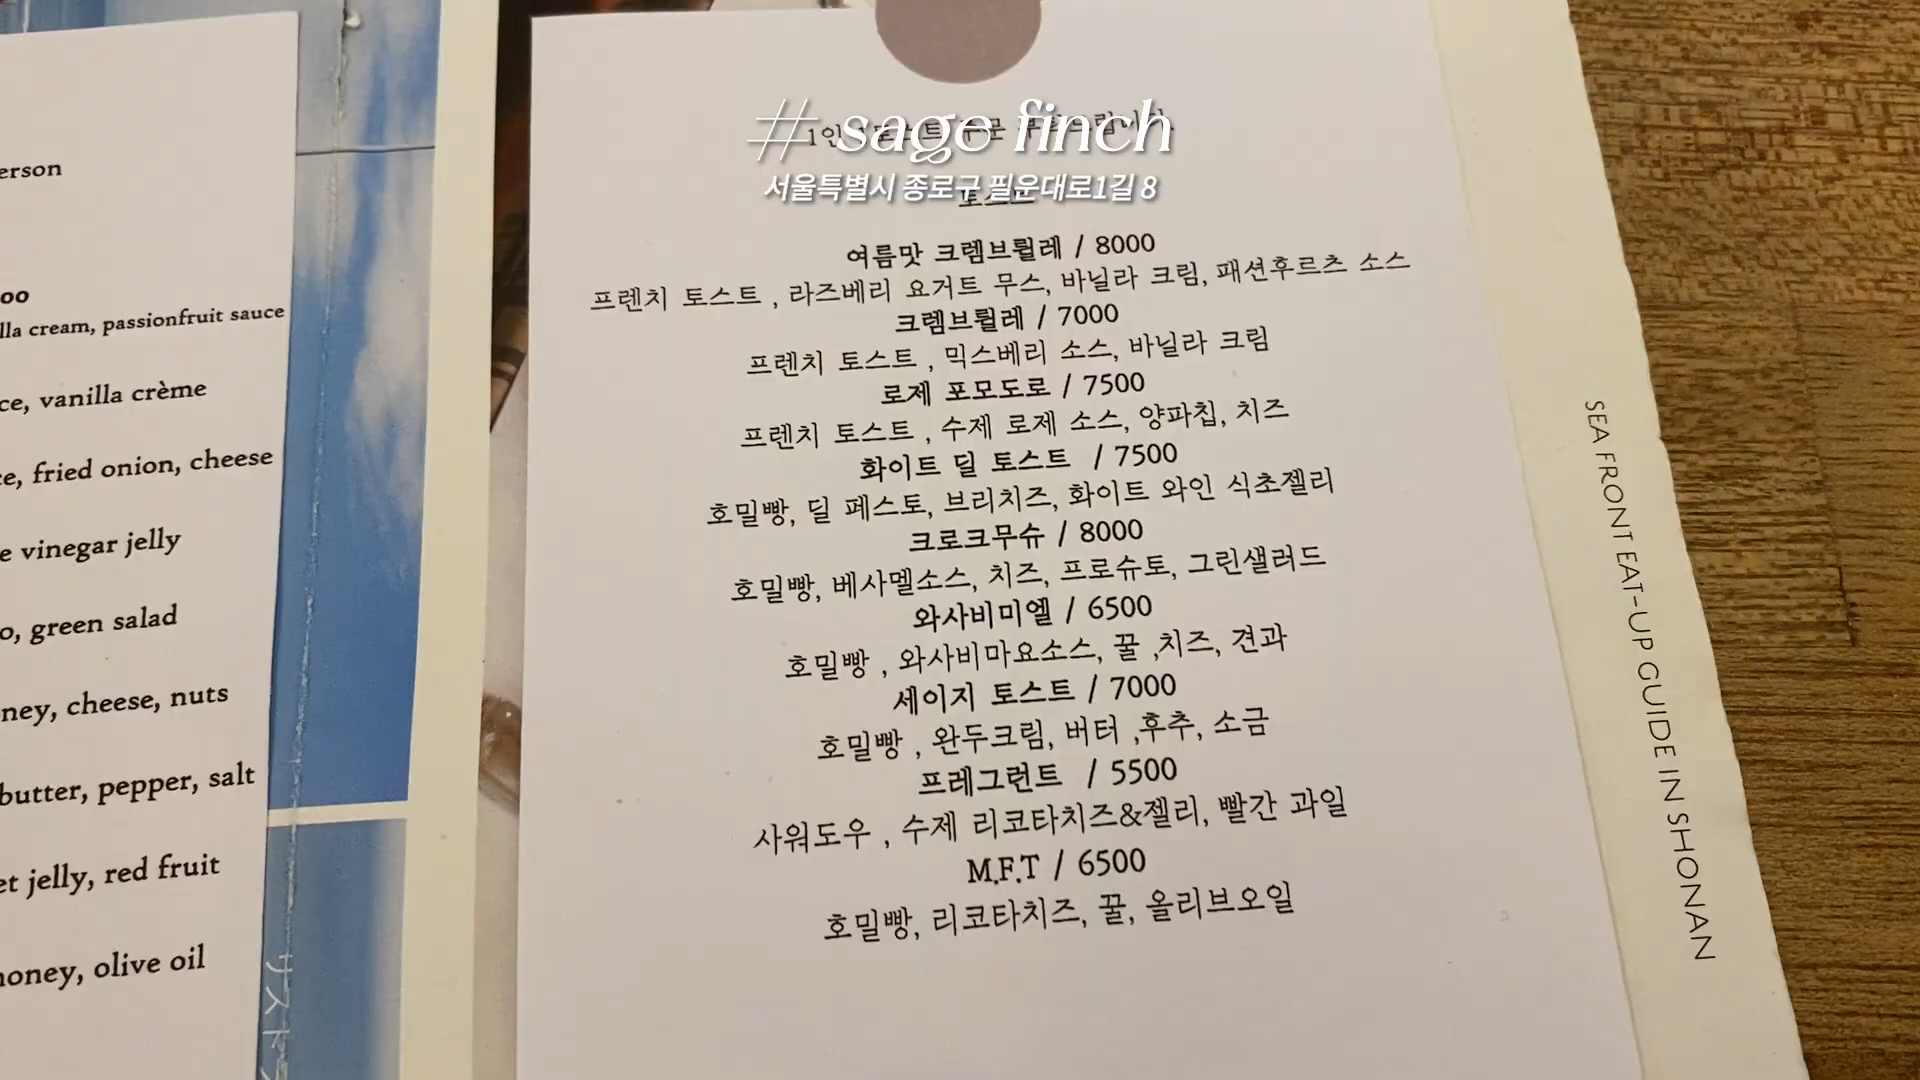 # sage finch
서울특별시 종로구 필운대로1길 8
erson
oo
lla cream, passionfruit sauce
ce, vanilla crème
ce, fried onion, cheese
e vinegar jelly
o, green salad
ney, cheese, nuts
butter, pepper, salt
et jelly, red fruit
honey, olive oil
リスト
토스트
여름맛 크렘브륄레 / 8000
프렌치 토스트 , 라즈베리 요거트 무스, 바닐라 크림, 패션후르츠 소스
크렘브륄레 / 7000
프렌치 토스트 , 믹스베리 소스, 바닐라 크림
로제 포모도로 / 7500
프렌치 토스트 , 수제 로제 소스, 양파칩, 치즈
화이트 딜 토스트 / 7500
호밀빵, 딜 페스토, 브리치즈, 화이트 와인 식초젤리
크로크무슈 / 8000
호밀빵, 베사멜소스, 치즈, 프로슈토, 그린샐러드
와사비미엘 / 6500
호밀빵 , 와사비마요소스, 꿀 ,치즈, 견과
세이지 토스트 / 7000
호밀빵 , 완두크림, 버터 ,후추, 소금
프레그런트 / 5500
사워도우 , 수제 리코타치즈&젤리, 빨간 과일
M.F.T / 6500
호밀빵, 리코타치즈, 꿀, 올리브오일
SEA FRONT EAT-UP GUIDE IN SHONAN